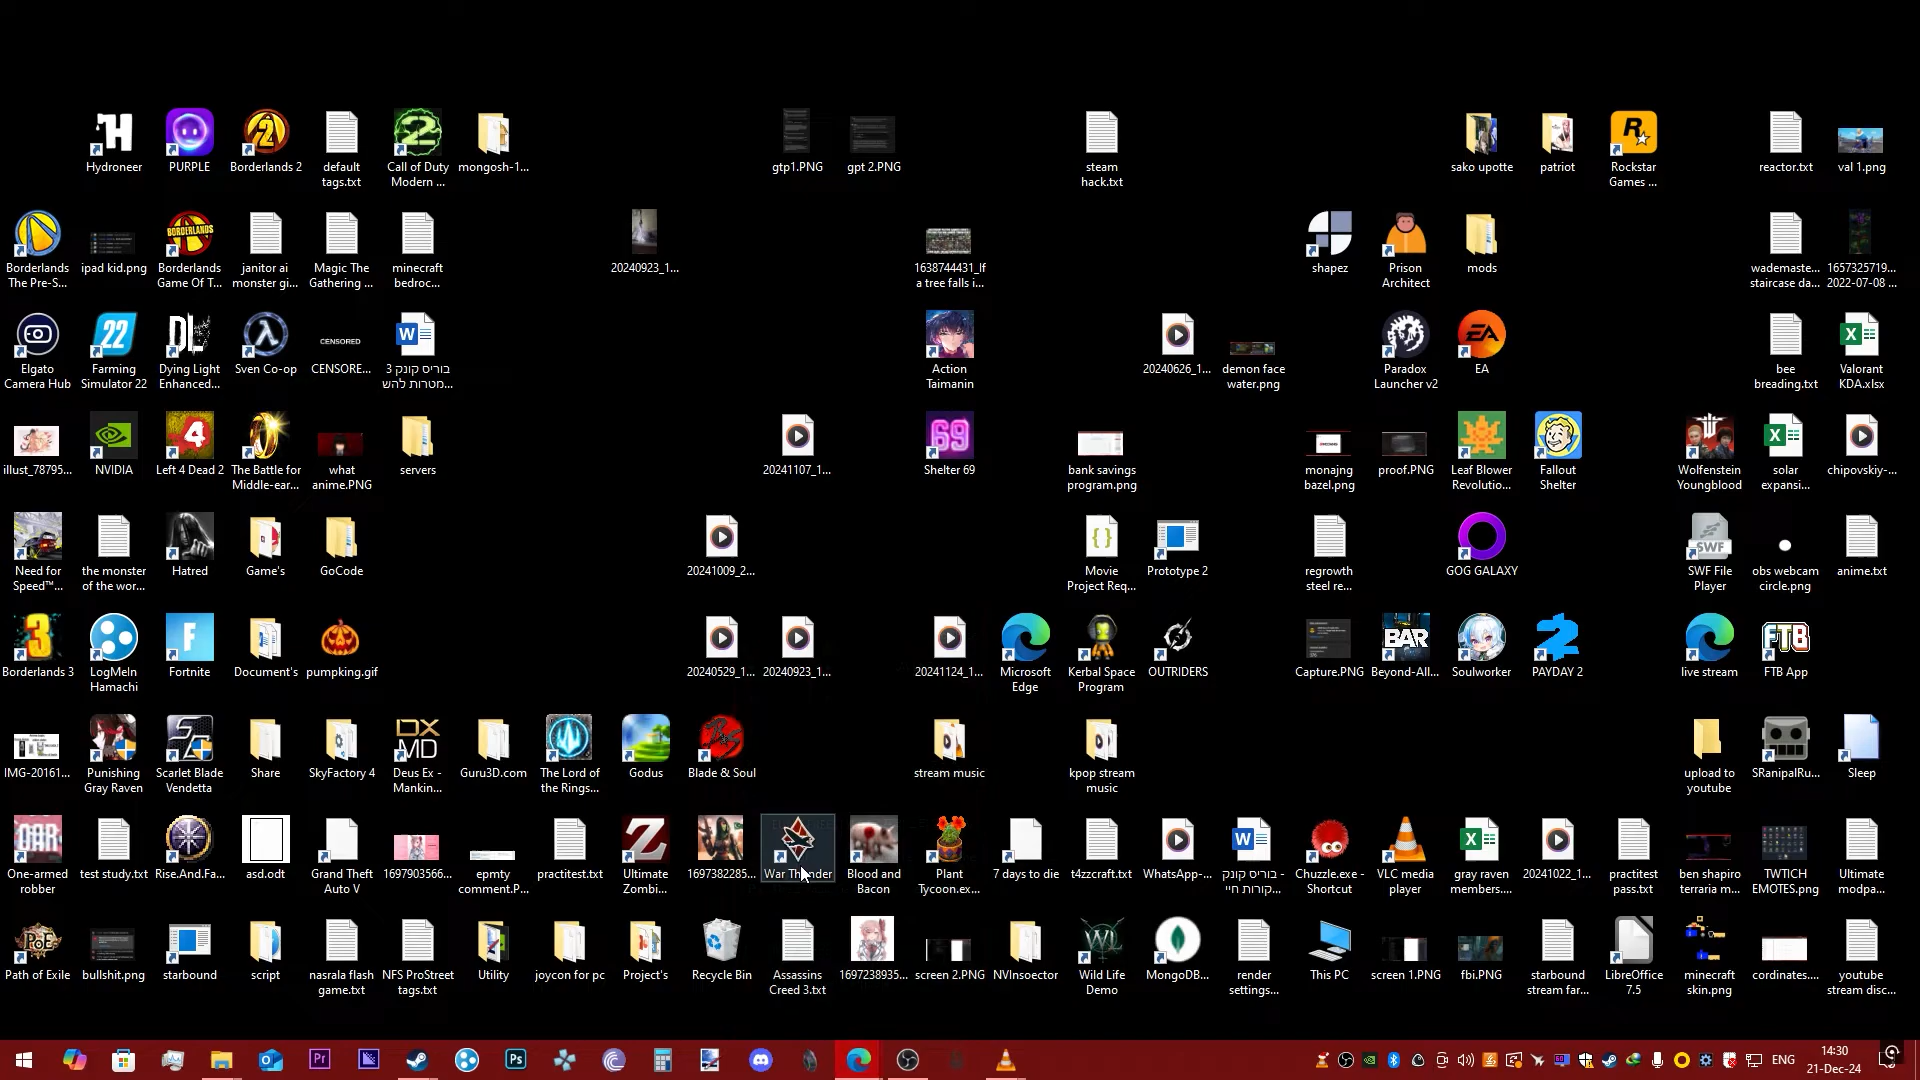 Hydroneer
PURPLE
Borderlands 2
default
tags.txt
Call of Duty
Modern ...
mongosh-1...
gtp1.PNG
gpt 2.PNG
steam
hack.txt
sako upotte
patriot
Rockstar
Games ...
reactor.txt
val 1.png
Borderlands
The Pre-S...
ipad kid.png
Borderlands
Game Of T...
janitor ai
monster gi...
Magic The
Gathering ...
minecraft
bedroc...
20240923_1...
1638744431_If
a tree falls i...
shapez
Prison
Architect
mods
wademaste...
staircase da...
1657325719...
2022-07-08 ...
Elgato
Camera Hub
Farming
Simulator 22
Dying Light
Enhanced...
Sven Co-op
CENSORED
CENSORE...
בוריס קונק 3
מטרות להש...
Action
Taimanin
20240626_1...
demon face
water.png
Paradox
Launcher v2
EA
bee
breading.txt
Valorant
KDA.xlsx
illust_78795...
NVIDIA
Left 4 Dead 2
The Battle for
Middle-ear...
what
anime.PNG
servers
20241107_1...
Shelter 69
bank savings
program.png
monajng
bazel.png
proof.PNG
Leaf Blower
Revolutio...
Fallout
Shelter
Wolfenstein
Youngblood
solar
expansi...
chipovskiy-...
Need for
Speed™...
the monster
of the wor...
Hatred
Game's
GoCode
20241009_2...
Movie
Project Req...
Prototype 2
regrowth
steel re...
GOG GALAXY
SWF File
Player
obs webcam
circle.png
anime.txt
Borderlands 3
LogMeIn
Hamachi
Fortnite
Document's
pumpking.gif
20240529_1...
20240923_1...
20241124_1...
Microsoft
Edge
Kerbal Space
Program
OUTRIDERS
Capture.PNG
Beyond-All...
Soulworker
PAYDAY 2
live stream
FTB App
IMG-20161...
Punishing
Gray Raven
Scarlet Blade
Vendetta
Share
SkyFactory 4
Deus Ex -
Mankin...
Guru3D.com
The Lord of
the Rings...
Godus
Blade & Soul
stream music
kpop stream
music
upload to
youtube
SRanipalRu...
Sleep
One-armed
robber
test study.txt
Rise.And.Fa...
asd.odt
Grand Theft
Auto V
1697903566...
epmty
comment.P...
practitest.txt
Ultimate
Zombi...
1697382285...
War Thunder
Blood and
Bacon
Plant
Tycoon.ex...
7 days to die
t4zzcraft.txt
WhatsApp-...
בוריס קונק -
קורות חיי...
Chuzzle.exe -
Shortcut
VLC media
player
gray raven
members....
20241022_1...
practitest
pass.txt
ben shapiro
terraria m...
TWTICH
EMOTES.png
Ultimate
modpa...
Path of Exile
bullshit.png
starbound
script
nasrala flash
game.txt
NFS ProStreet
tags.txt
Utility
joycon for pc
Project's
Recycle Bin
Assassins
Creed 3.txt
1697238935...
screen 2.PNG
NVInsoector
Wild Life
Demo
MongoDB...
render
settings...
This PC
screen 1.PNG
fbi.PNG
starbound
stream far...
LibreOffice
7.5
minecraft
skin.png
cordinates....
youtube
stream disc...
ENG
14:30
21-Dec-24